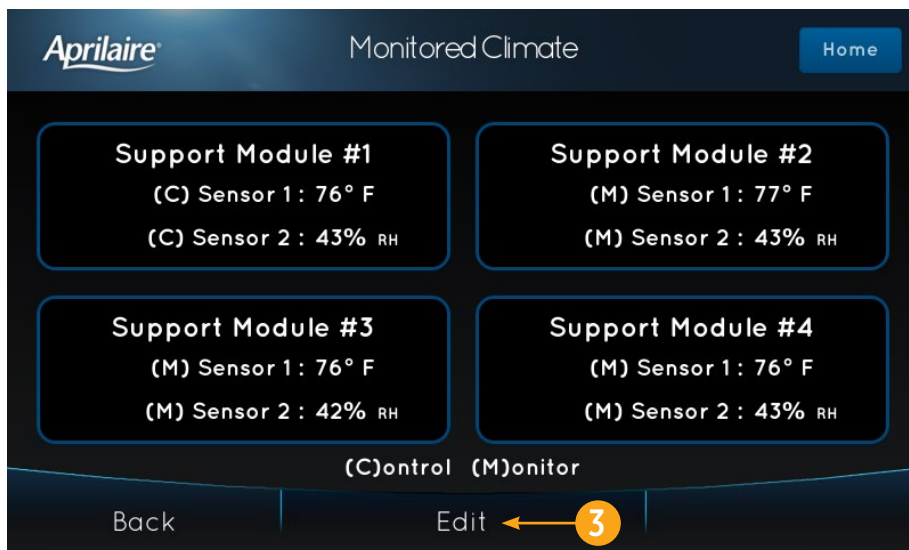 Aprilaire
Monitored Climate
Home
Support Module #1
(C) Sensor 1 : 76° F
(C) Sensor 2 : 43% RH
Support Module #2
(M) Sensor 1 : 77° F
(M) Sensor 2 : 43% RH
Support Module #3
(M) Sensor 1 : 76° F
(M) Sensor 2 : 42% RH
Support Module #4
(M) Sensor 1 : 76° F
(M) Sensor 2 : 43% RH
(C)ontrol (M)onitor
Back
Edit
3